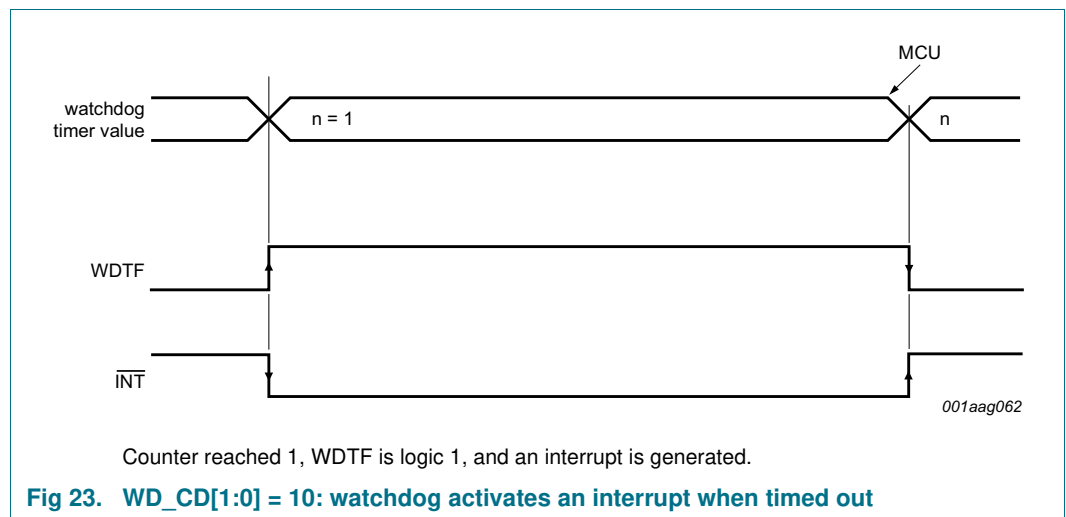 MCU
watchdog
timer value
n = 1
n
WDTF
INT
001aag062
Counter reached 1, WDTF is logic 1, and an interrupt is generated.
Fig 23. WD_CD[1:0] = 10: watchdog activates an interrupt when timed out